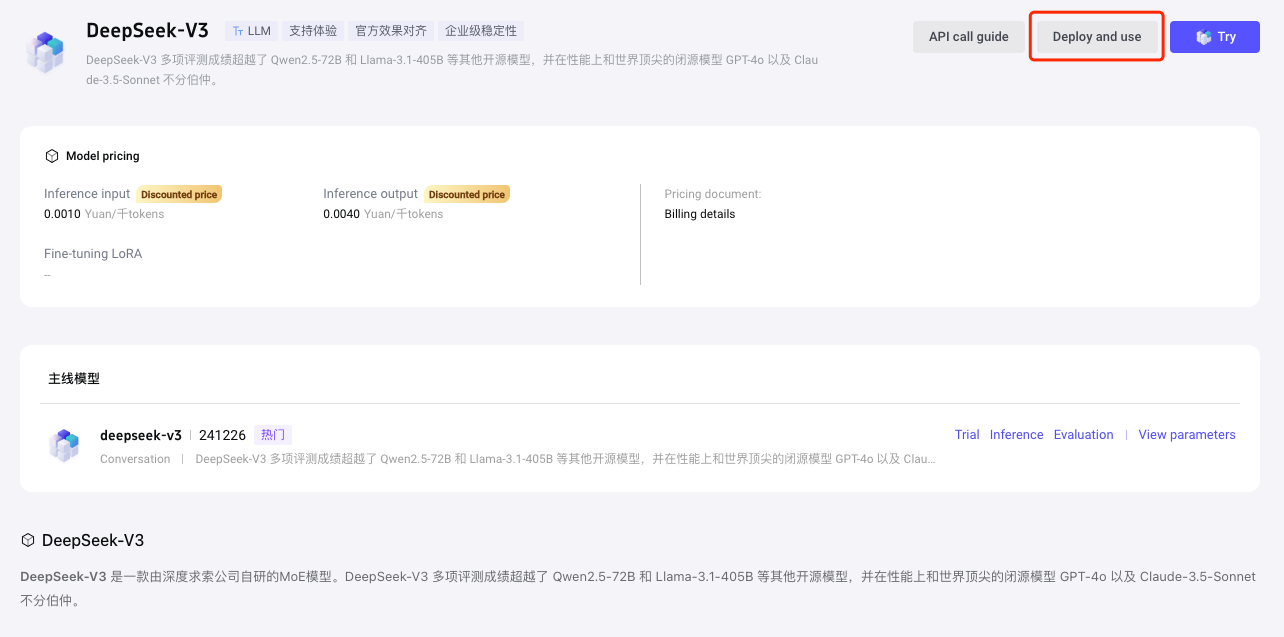 DeepSeek-V3 LLM 支持体验 官方效果对齐 企业级稳定性 API call guide Deploy and use Try
DeepSeek-V3 多项评测成绩超越了 Qwen2.5-72B 和 Llama-3.1-405B 等其他开源模型，并在性能上和世界顶尖的闭源模型 GPT-4o 以及 Clau
de-3.5-Sonnet 不分伯仲。
Model pricing
Inference input Discounted price Inference output Discounted price Pricing document:
0.0010 Yuan/千tokens 0.0040 Yuan/千tokens Billing details
Fine-tuning LoRA
--
主线模型
deepseek-v3 | 241226 热门 Trial Inference Evaluation | View parameters
Conversation | DeepSeek-V3 多项评测成绩超越了 Qwen2.5-72B 和 Llama-3.1-405B 等其他开源模型，并在性能上和世界顶尖的闭源模型 GPT-4o 以及 Clau...
DeepSeek-V3
DeepSeek-V3 是一款由深度求索公司自研的MoE模型。DeepSeek-V3 多项评测成绩超越了 Qwen2.5-72B 和 Llama-3.1-405B 等其他开源模型，并在性能上和世界顶尖的闭源模型 GPT-4o 以及 Claude-3.5-Sonnet
不分伯仲。